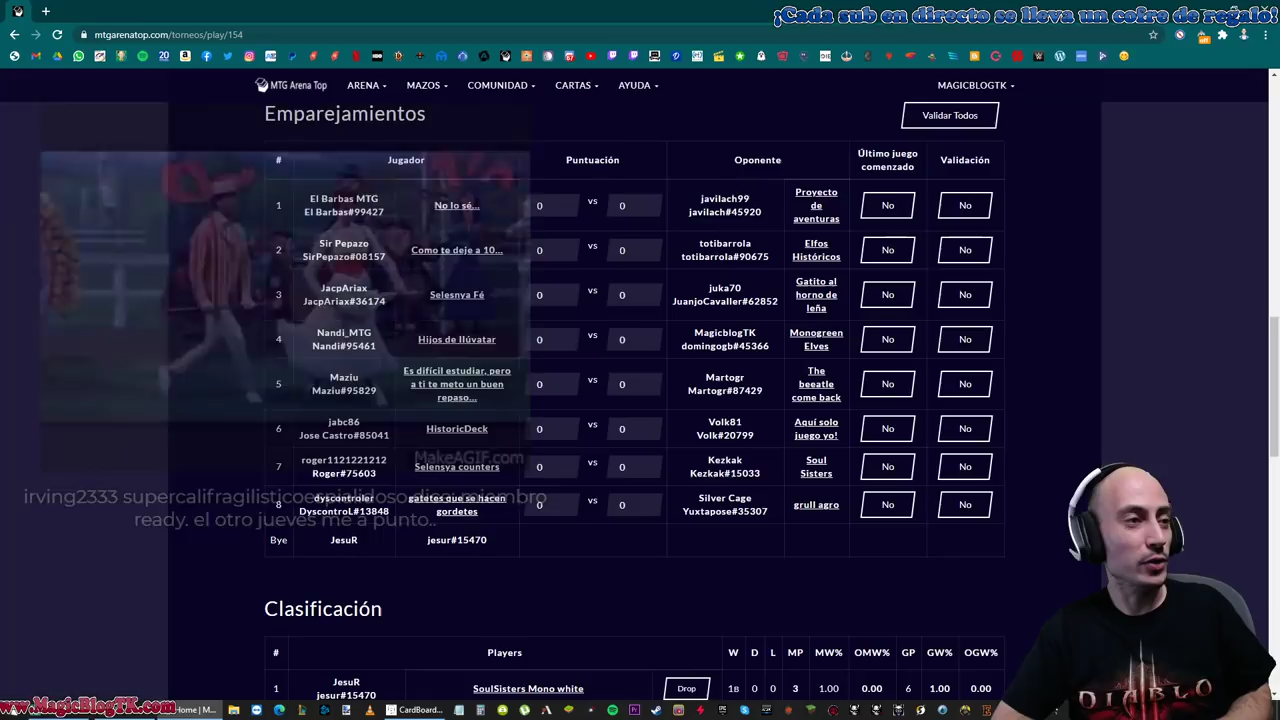 ¡Cada sub en directo se lleva un cofre de regalo!
mtgarenatop.com/torneos/play/154
MTG Arena Top ARENA MAZOS COMUNIDAD CARTAS AYUDA MAGICBLOGTK
Emparejamientos Validar Todos
# Jugador Puntuación Oponente Último juego comenzado Validación
1 El Barbas MTG El Barbas#99427 No lo sé... 0 vs 0 javilach99 javilach#45920 Proyecto de aventuras No No
2 Sir Pepazo SirPepazo#08157 Como te deje a 10... 0 vs 0 totibarrola totibarrola#90675 Elfos Históricos No No
3 JacpAriax JacpAriax#36174 Selesnya Fé 0 vs 0 juka70 JuanjoCavaller#62852 Gatito al horno de leña No No
4 Nandi_MTG Nandi#95461 Hijos de Ilúvatar 0 vs 0 MagicblogTK domingogb#45366 Monogreen Elves No No
5 Maziu Maziu#95829 Es difícil estudiar, pero a ti te meto un buen repaso... 0 vs 0 Martogr Martogr#87429 The beeatle come back No No
6 jabc86 Jose Castro#85041 HistoricDeck 0 vs 0 Volk81 Volk#20799 Aquí solo juego yo! No No
7 roger1121221212 Roger#75603 Selensya counters 0 vs 0 Kezkak Kezkak#15033 Soul Sisters No No
8 dyscontroler DyscontroL#13848 gatetes que se hacen gordetes 0 vs 0 Silver Cage Yuxtapose#35307 grull agro No No
Bye JesuR jesur#15470
MakeAGIF.com
irving2333 supercalifragilisticoespialidoso dice: miembro
ready. el otro jueves me a punto..
Clasificación
# Players W D L MP MW% OMW% GP GW% OGW%
1 JesuR jesur#15470 SoulSisters Mono white Drop 1B 0 0 3 1.00 0.00 6 1.00 0.00
DIABLO
www.MagicBlogTK.com
Home | M...
CardBoard...